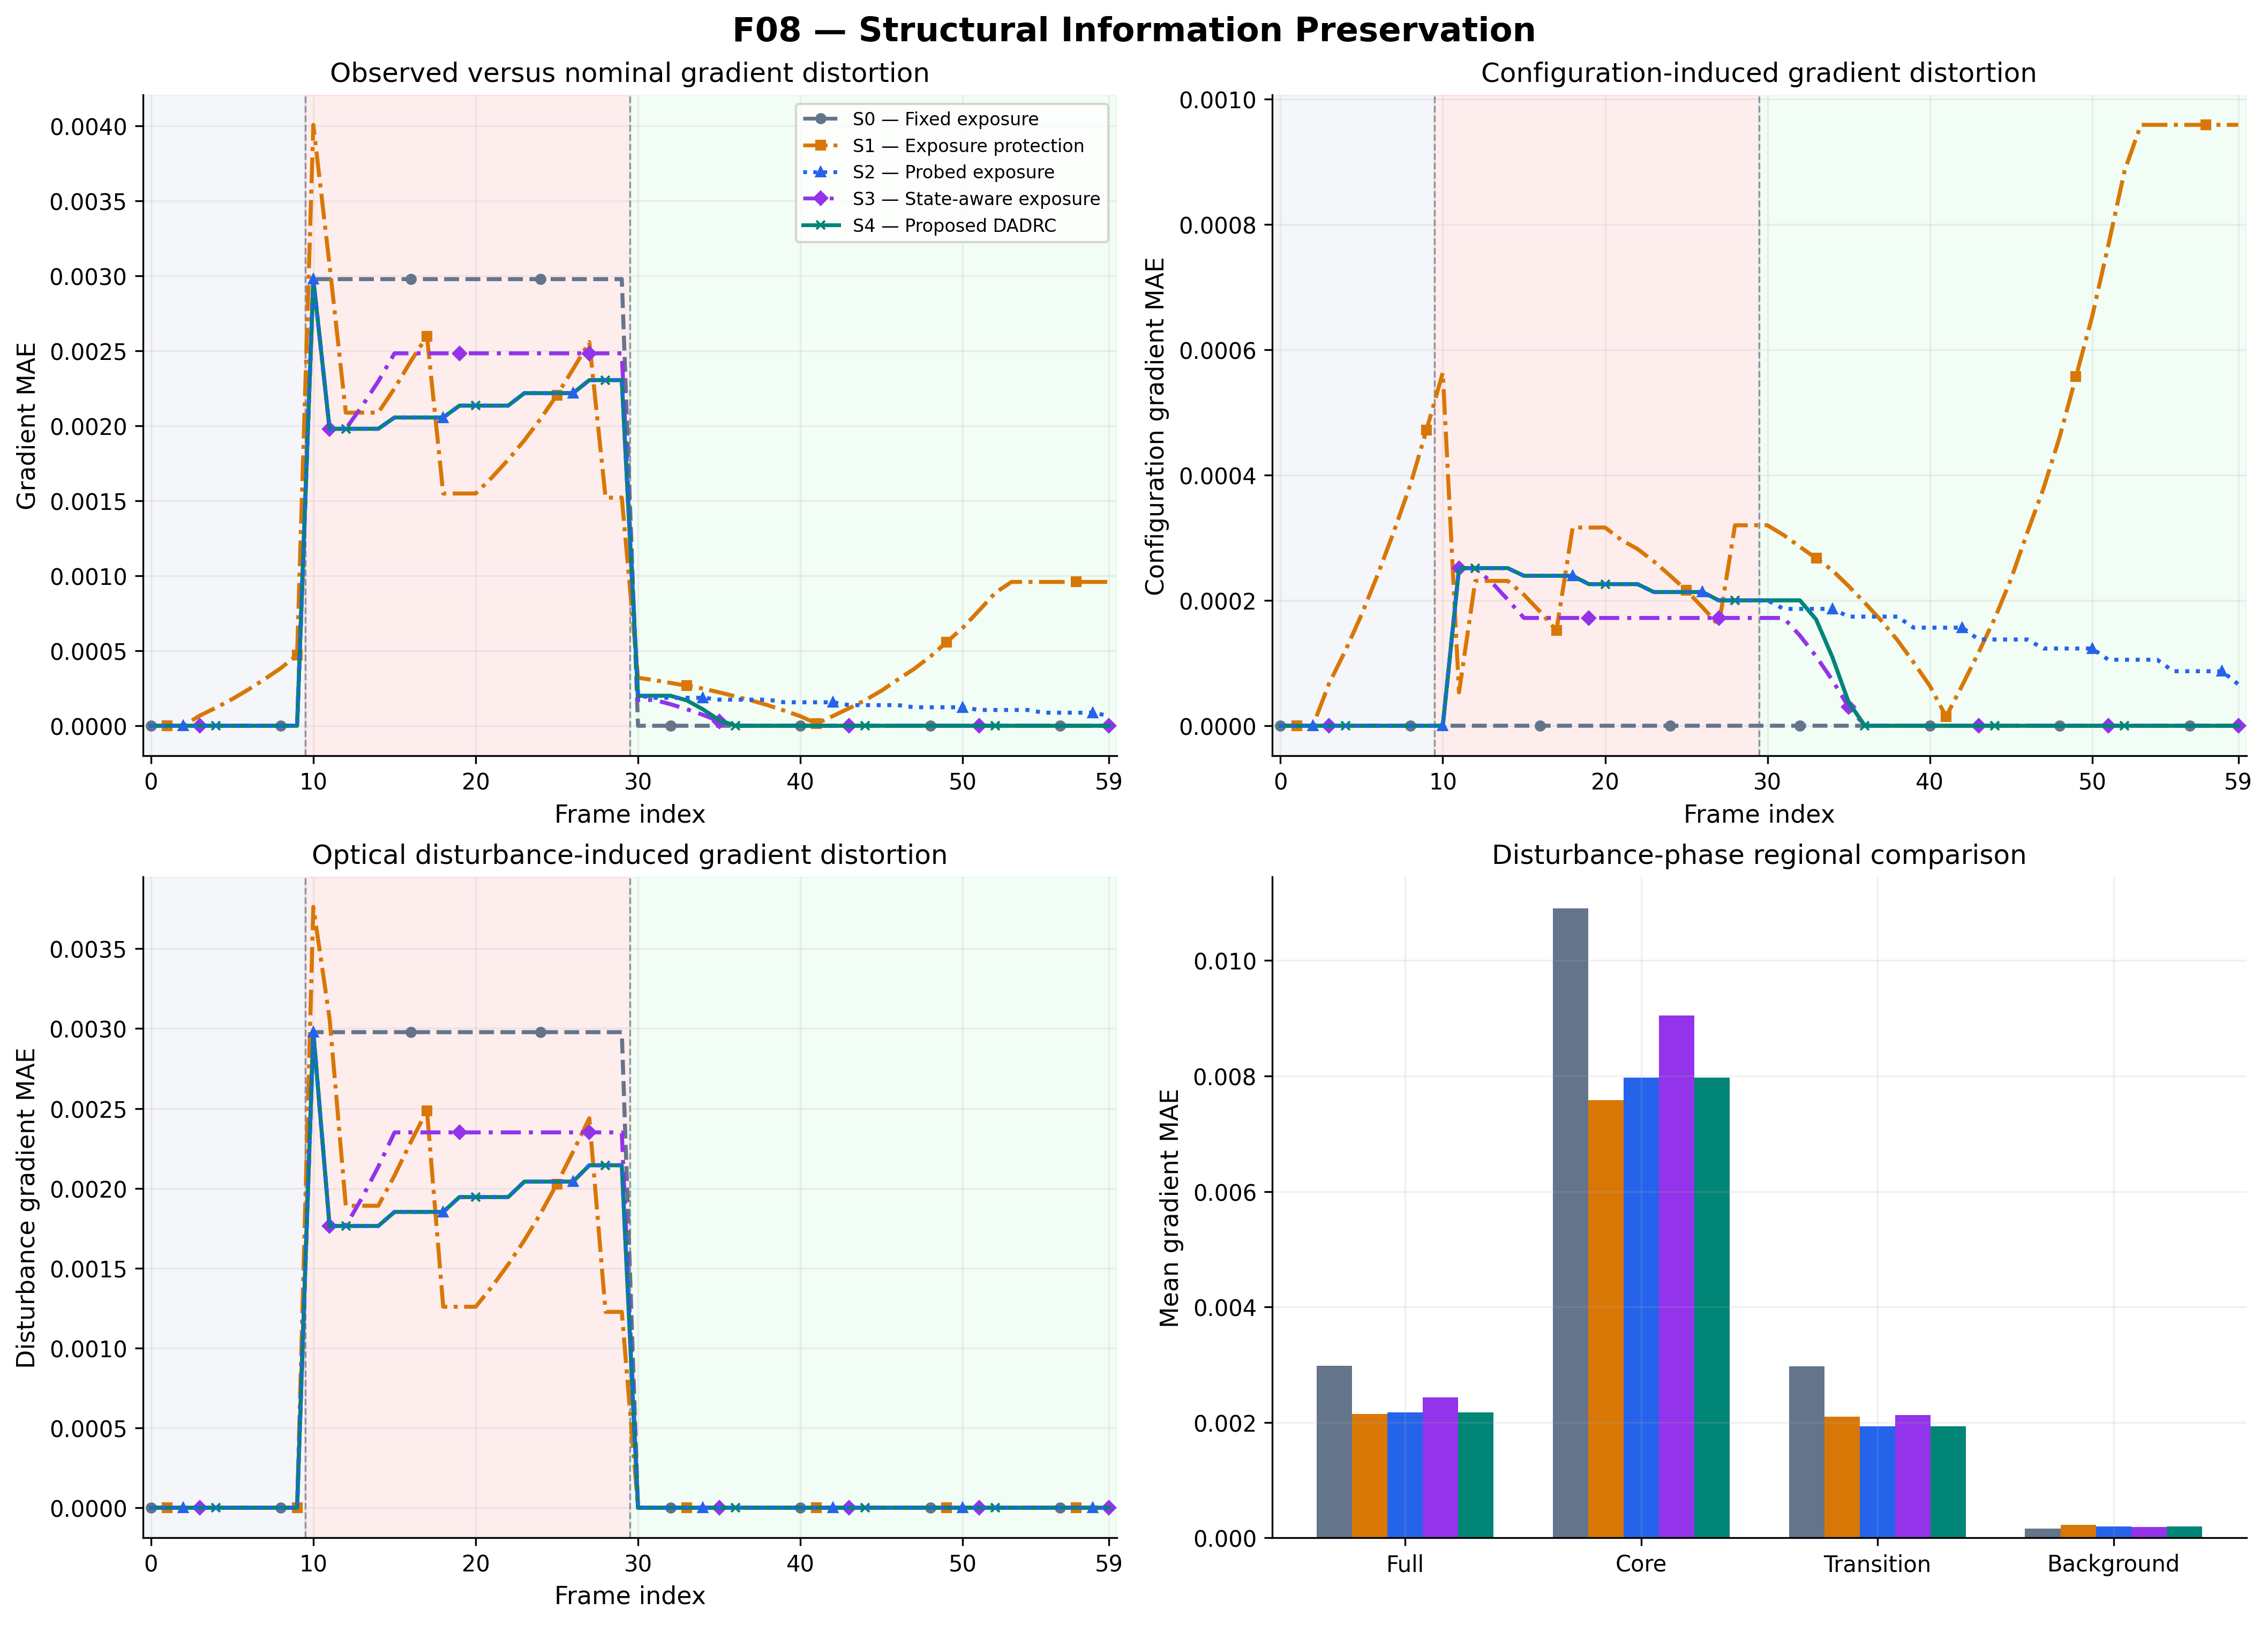 F08 — Structural Information Preservation
Observed versus nominal gradient distortion
Gradient MAE
0.0040
0.0035
0.0030
0.0025
0.0020
0.0015
0.0010
0.0005
0.0000
S0 — Fixed exposure
S1 — Exposure protection
S2 — Probed exposure
S3 — State-aware exposure
S4 — Proposed DADRC
0 10 20 30 40 50 59
Frame index
Configuration-induced gradient distortion
Configuration gradient MAE
0.0010
0.0008
0.0006
0.0004
0.0002
0.0000
0 10 20 30 40 50 59
Frame index
Optical disturbance-induced gradient distortion
Disturbance gradient MAE
0.0035
0.0030
0.0025
0.0020
0.0015
0.0010
0.0005
0.0000
0 10 20 30 40 50 59
Frame index
Disturbance-phase regional comparison
Mean gradient MAE
0.010
0.008
0.006
0.004
0.002
0.000
Full Core Transition Background